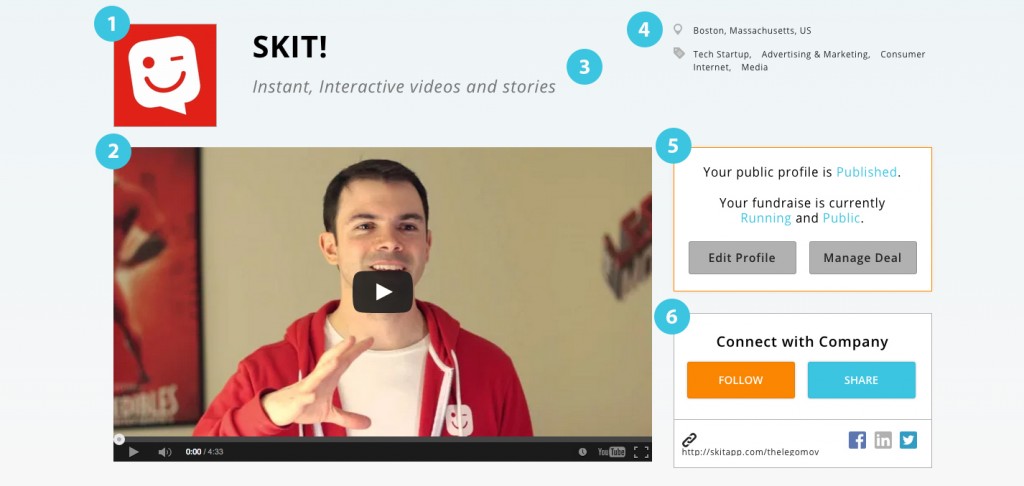 1
SKIT!
Instant, Interactive videos and stories
3
4
Boston, Massachusetts, US
Tech Startup, Advertising & Marketing, Consumer
Internet, Media
2
0:00 / 4:33
YouTube
5
Your public profile is Published.
Your fundraise is currently
Running and Public.
Edit Profile
Manage Deal
6
Connect with Company
FOLLOW
SHARE
http://skitapp.com/thelegomov
f
in